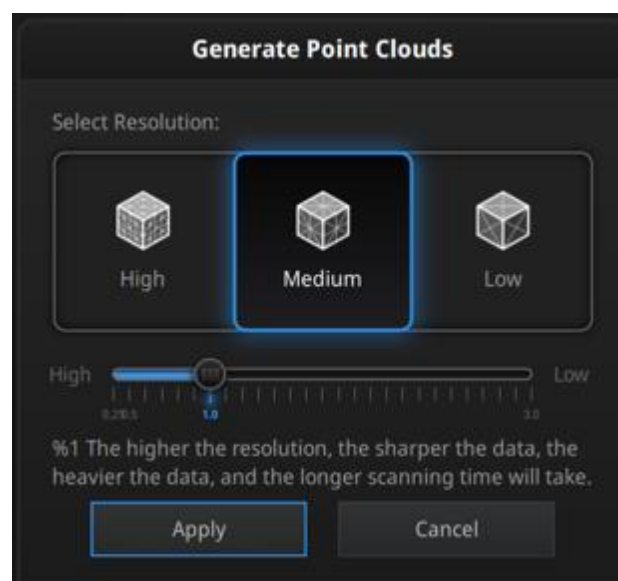 Generate Point Clouds
Select Resolution:
High Medium Low
High Low
1.0 3.0
%1 The higher the resolution, the sharper the data, the
heavier the data, and the longer scanning time will take.
Apply Cancel